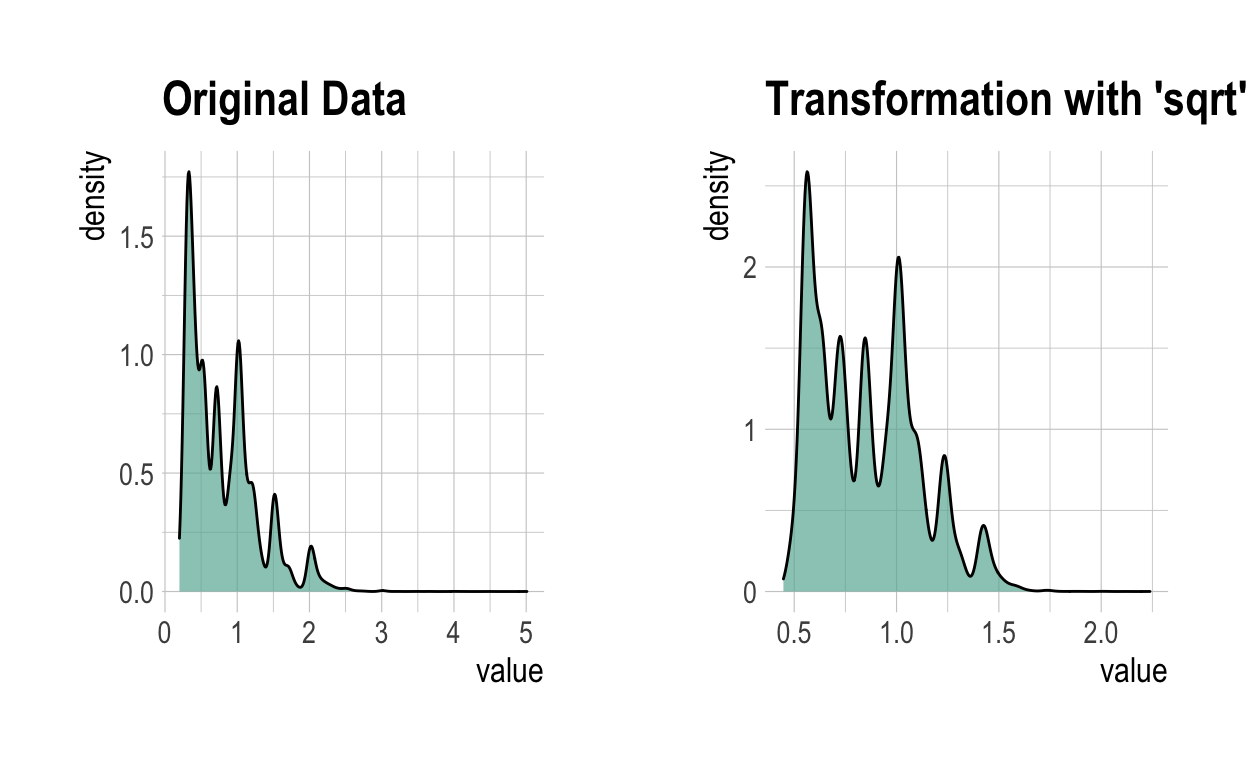 Original Data
density
1.5
1.0
0.5
0.0
0 1 2 3 4 5
value
Transformation with 'sqrt'
density
2
1
0
0.5 1.0 1.5 2.0
value